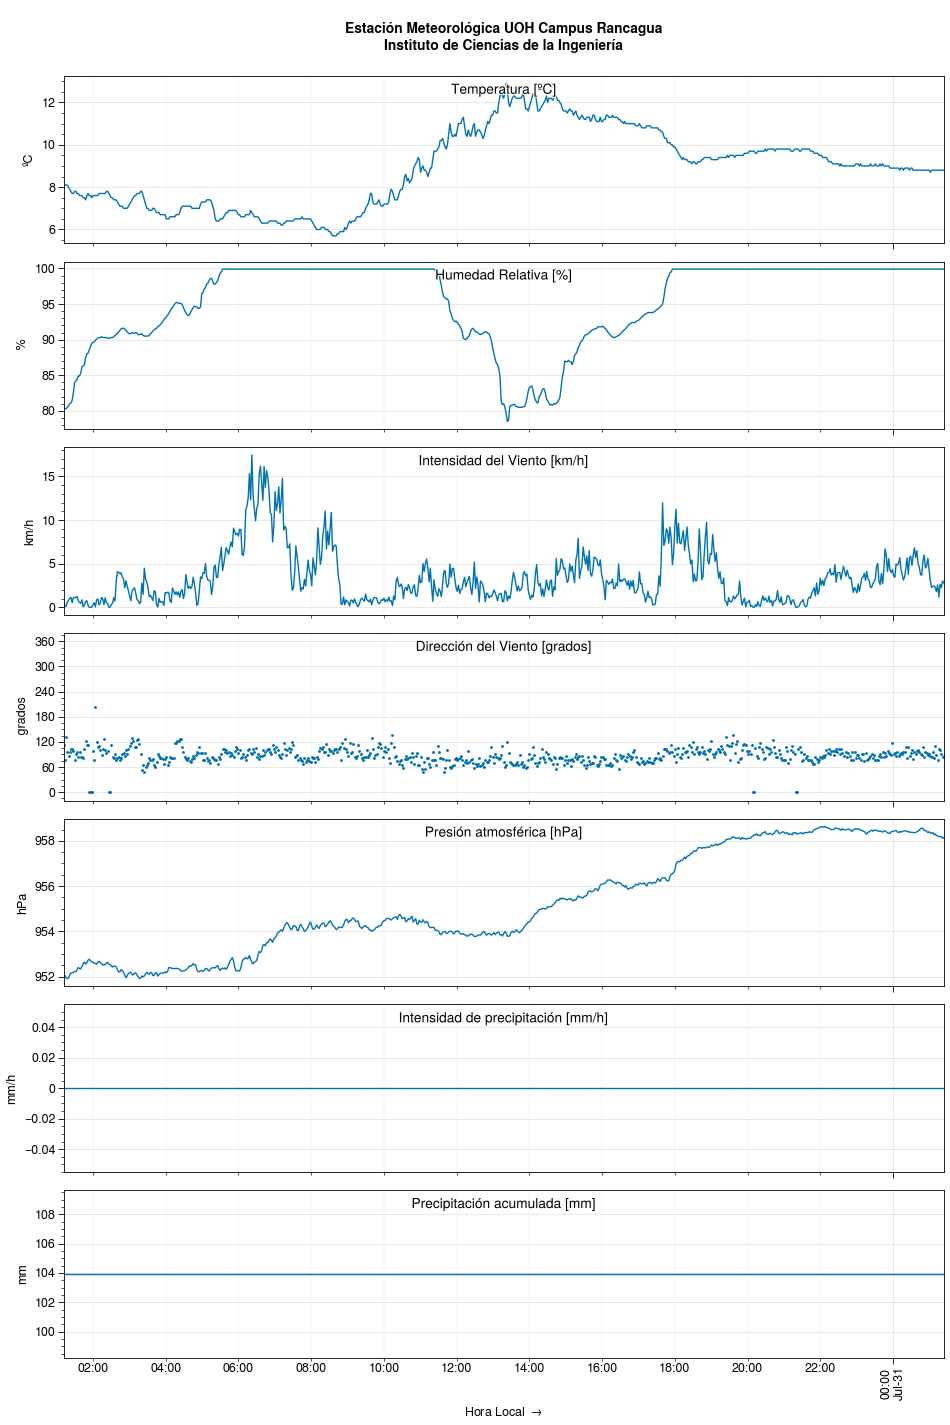 Estación Meteorológica UOH Campus Rancagua
Instituto de Ciencias de la Ingeniería
Temperatura [ºC]
12
10
8
6
ºC
Humedad Relativa [%]
100
95
90
85
80
%
Intensidad del Viento [km/h]
15
10
5
0
km/h
Dirección del Viento [grados]
360
300
240
180
120
60
0
grados
Presión atmosférica [hPa]
958
956
954
952
hPa
Intensidad de precipitación [mm/h]
0.04
0.02
0
−0.02
−0.04
mm/h
Precipitación acumulada [mm]
108
106
104
102
100
mm
02:00 04:00 06:00 08:00 10:00 12:00 14:00 16:00 18:00 20:00 22:00 00:00
Jul-31
Hora Local →